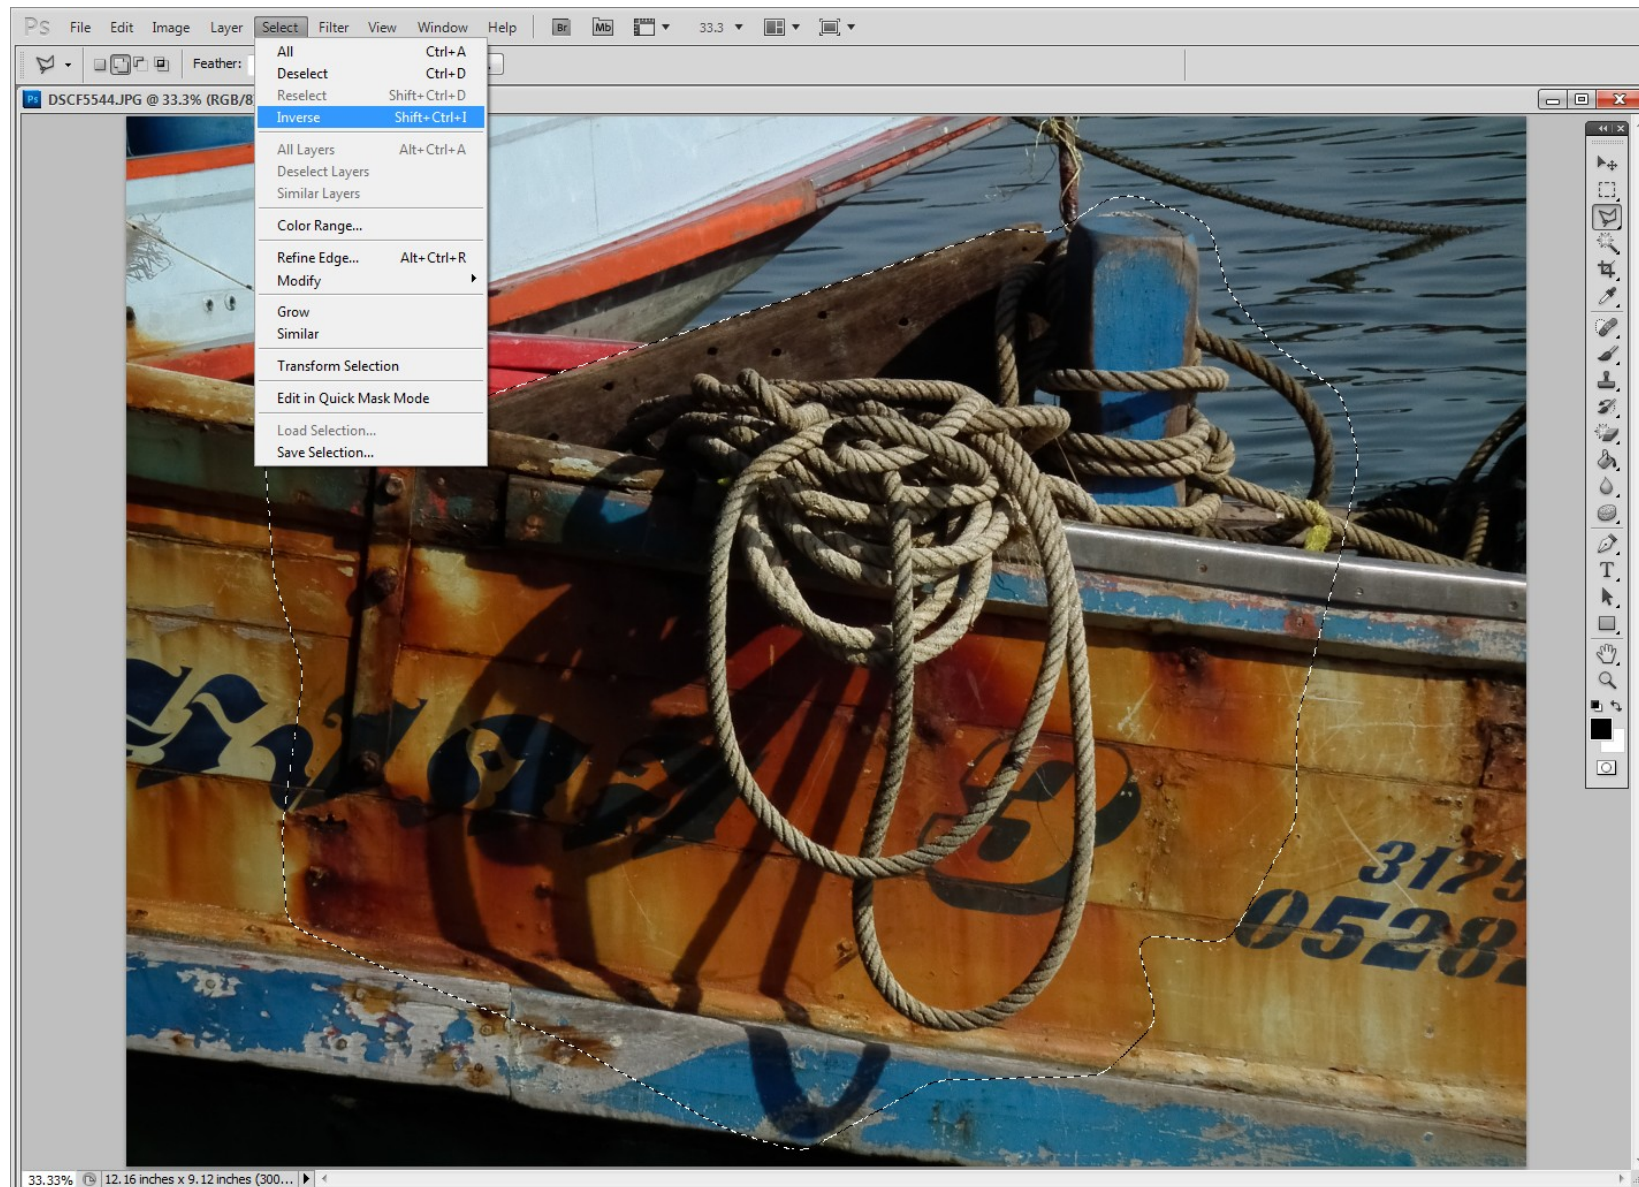 Ps File Edit Image Layer Select Filter View Window Help Br Mb 33.3
Feather:
Ps DSCF5544.JPG @ 33.3% (RGB/8
All Ctrl+A
Deselect Ctrl+D
Reselect Shift+Ctrl+D
Inverse Shift+Ctrl+I
All Layers Alt+Ctrl+A
Deselect Layers
Similar Layers
Color Range...
Refine Edge... Alt+Ctrl+R
Modify
Grow
Similar
Transform Selection
Edit in Quick Mask Mode
Load Selection...
Save Selection...
T
3175
0528
33.33% 12.16 inches x 9.12 inches (300...